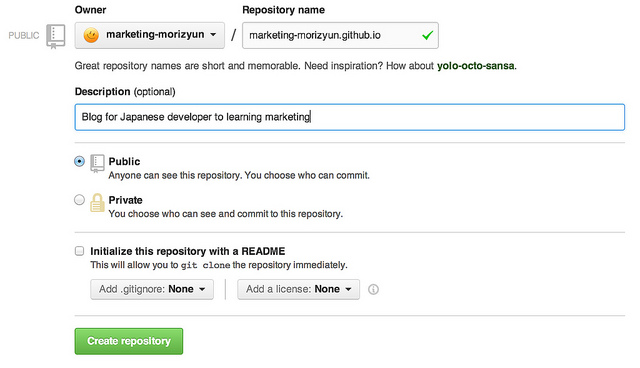 Owner
Repository name
PUBLIC
marketing-morizyun / marketing-morizyun.github.io
Great repository names are short and memorable. Need inspiration? How about yolo-octo-sansa.
Description (optional)
Blog for Japanese developer to learning marketing
Public
Anyone can see this repository. You choose who can commit.
Private
You choose who can see and commit to this repository.
Initialize this repository with a README
This will allow you to git clone the repository immediately.
Add .gitignore: None
Add a license: None
Create repository